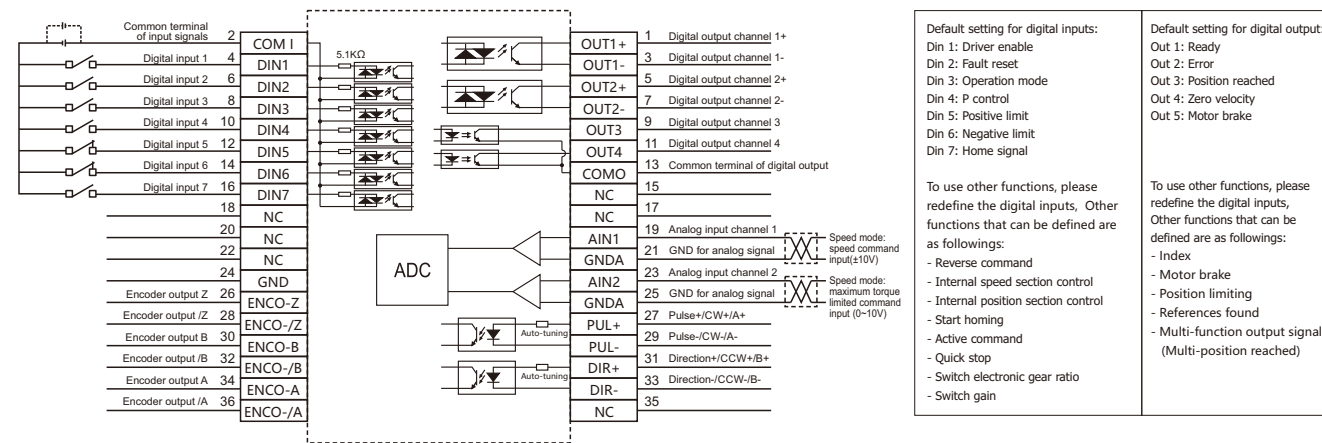 Common terminal
of input signals 2 COM I
Digital input 1 4 DIN1
Digital input 2 6 DIN2
Digital input 3 8 DIN3
Digital input 4 10 DIN4
Digital input 5 12 DIN5
Digital input 6 14 DIN6
Digital input 7 16 DIN7
18 NC
20 NC
22 NC
24 GND
Encoder output Z 26 ENCO-Z
Encoder output /Z 28 ENCO-/Z
Encoder output B 30 ENCO-B
Encoder output /B 32 ENCO-/B
Encoder output A 34 ENCO-A
Encoder output /A 36 ENCO-/A
5.1KΩ
ADC
Auto-tuning
Auto-tuning
OUT1+ 1 Digital output channel 1+
OUT1- 3 Digital output channel 1-
OUT2+ 5 Digital output channel 2+
OUT2- 7 Digital output channel 2-
OUT3 9 Digital output channel 3
OUT4 11 Digital output channel 4
COMO 13 Common terminal of digital output
NC 15
NC 17
AIN1 19 Analog input channel 1
GNDA 21 GND for analog signal
AIN2 23 Analog input channel 2
GNDA 25 GND for analog signal
PUL+ 27 Pulse+/CW+/A+
PUL- 29 Pulse-/CW-/A-
DIR+ 31 Direction+/CCW+/B+
DIR- 33 Direction-/CCW-/B-
NC 35
Speed mode:
speed command
input(±10V)
Speed mode:
maximum torque
limited command
input (0~10V)
Default setting for digital inputs:
Din 1: Driver enable
Din 2: Fault reset
Din 3: Operation mode
Din 4: P control
Din 5: Positive limit
Din 6: Negative limit
Din 7: Home signal
To use other functions, please
redefine the digital inputs, Other
functions that can be defined are
as followings:
- Reverse command
- Internal speed section control
- Internal position section control
- Start homing
- Active command
- Quick stop
- Switch electronic gear ratio
- Switch gain
Default setting for digital output:
Out 1: Ready
Out 2: Error
Out 3: Position reached
Out 4: Zero velocity
Out 5: Motor brake
To use other functions, please
redefine the digital inputs,
Other functions that can be
defined are as followings:
- Index
- Motor brake
- Position limiting
- References found
- Multi-function output signal
(Multi-position reached)